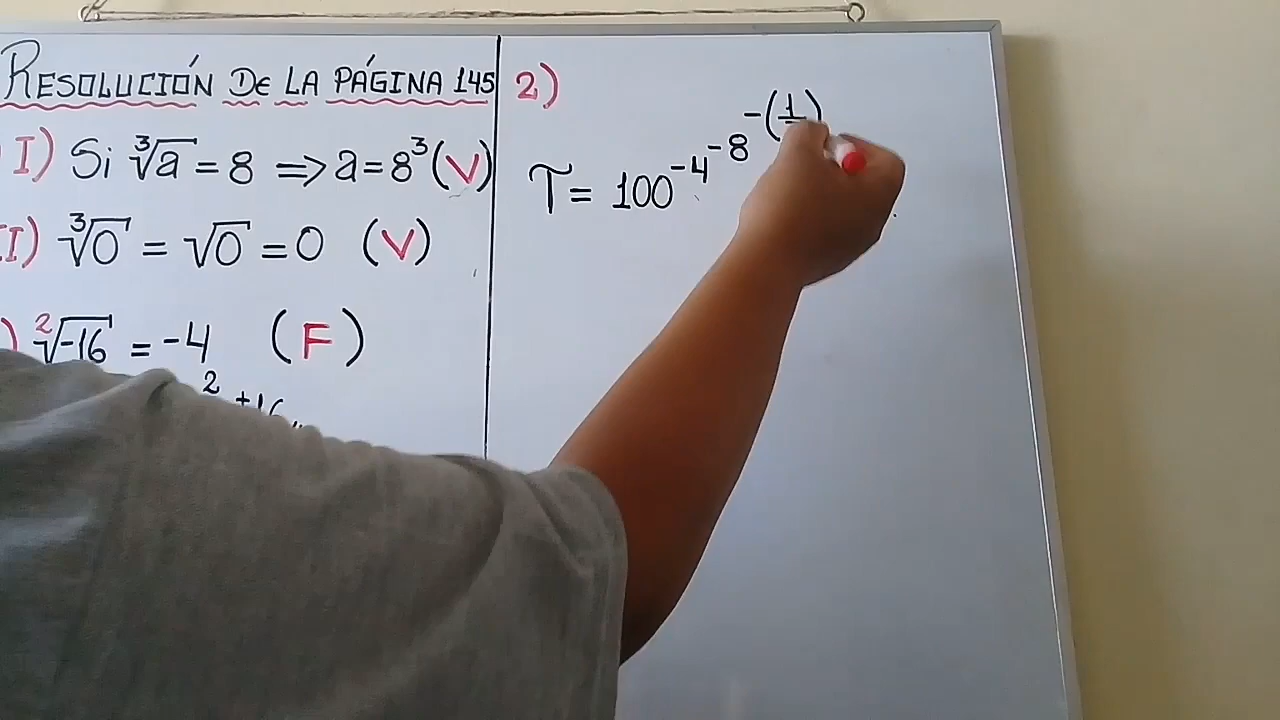 RESOLUCIÓN DE LA PÁGINA 145
I) Si ∛a = 8 ⟹ a = 8³ (V)
I) ∛0 = √0 = 0 (V)
) ²√-16 = -4 (F)
2)
T = 100^-4^-8^-(1